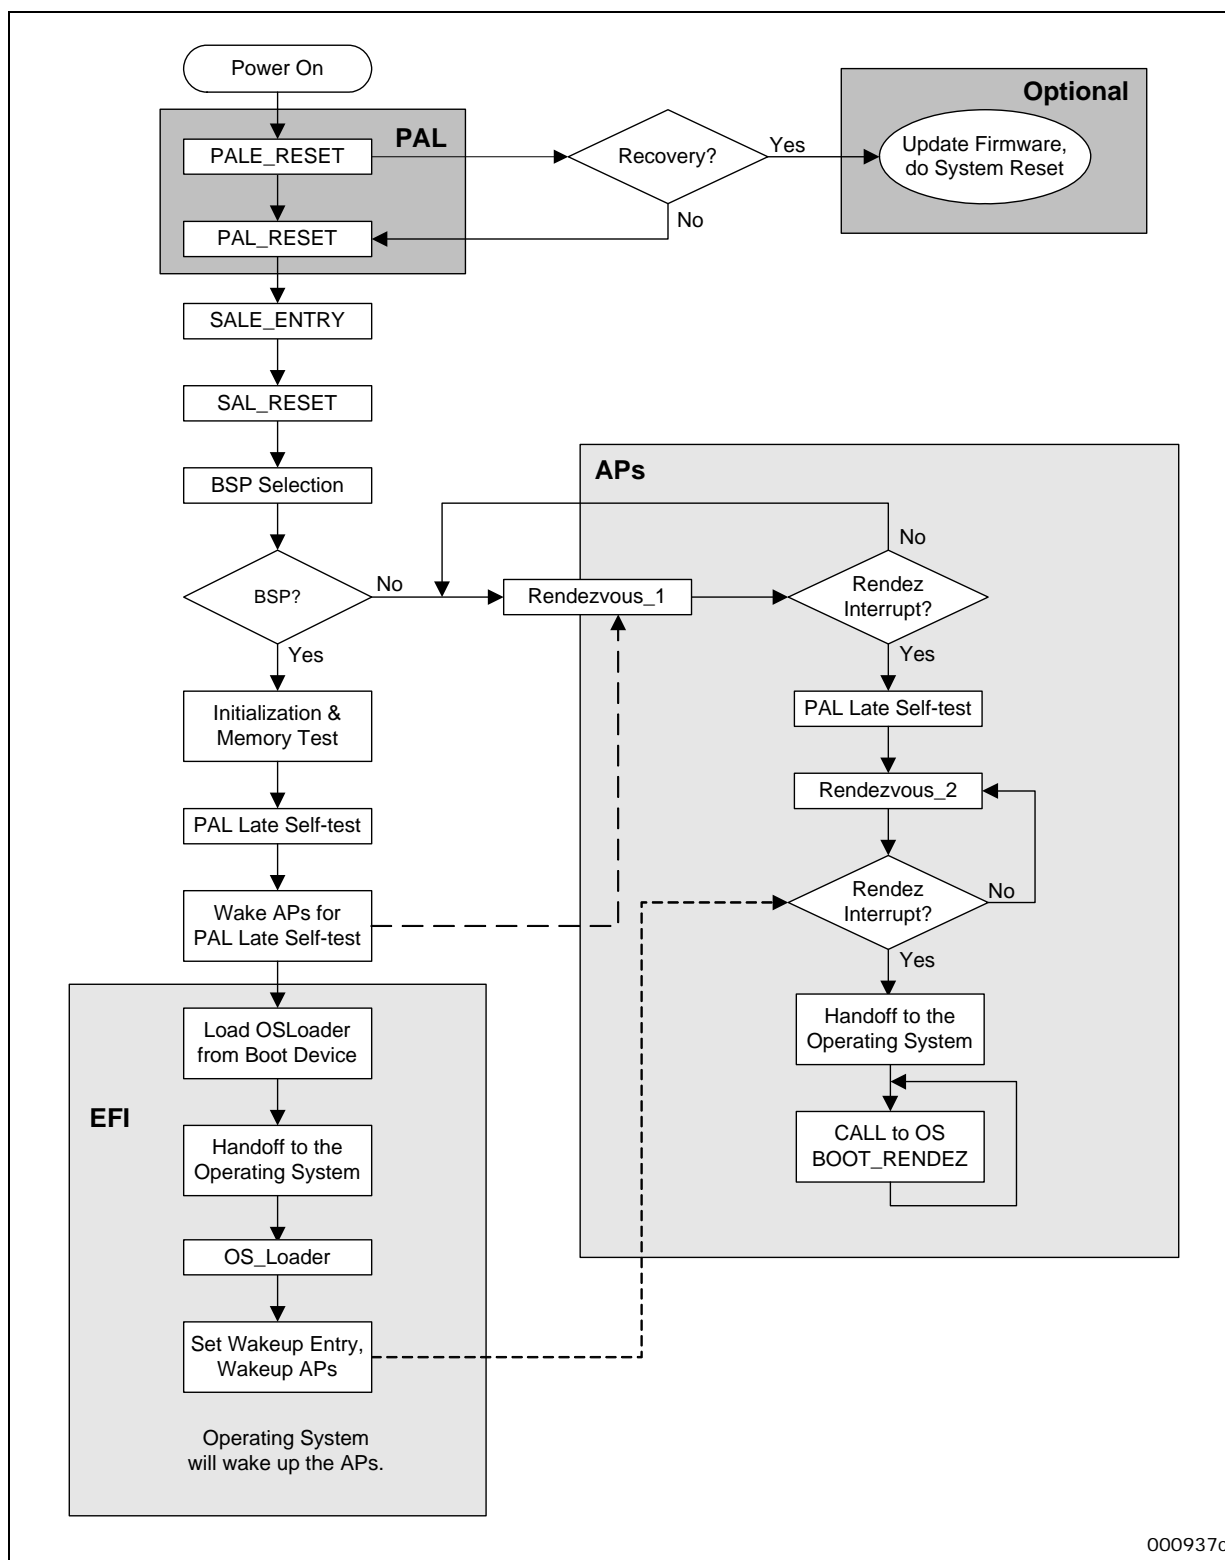 Power On
PAL
Optional
PALE_RESET
Recovery?
Yes
Update Firmware,
do System Reset
No
PAL_RESET
SALE_ENTRY
SAL_RESET
BSP Selection
BSP?
No
Yes
Initialization &
Memory Test
PAL Late Self-test
Wake APs for
PAL Late Self-test
APs
Rendezvous_1
No
Rendez
Interrupt?
Yes
PAL Late Self-test
Rendezvous_2
Rendez
Interrupt?
No
Yes
Handoff to the
Operating System
CALL to OS
BOOT_RENDEZ
EFI
Load OSLoader
from Boot Device
Handoff to the
Operating System
OS_Loader
Set Wakeup Entry,
Wakeup APs
Operating System
will wake up the APs.